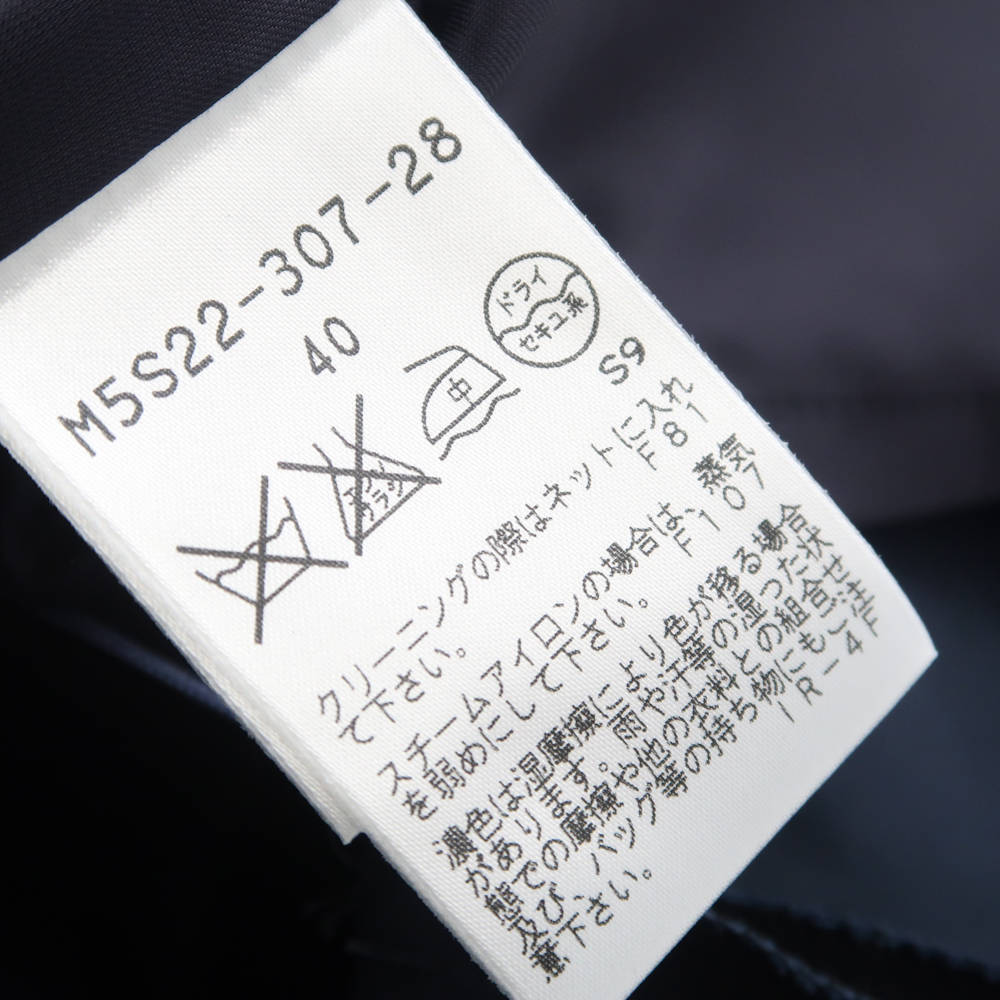 M5S22-307-28
40
エンソ
サラシ
中
ドライ
セキユ系
S9
クリーニングの際はネットに入れ
て下さい。 F81
スチームアイロンの場合は、蒸気
を弱めにして下さい。 F107
濃色は湿摩擦により色が移る場合
があります。雨や汗等の湿った状
態での摩擦や他の衣料との組合せ
及び、バッグ等の持ち物にもご注
意下さい。 IR-4F